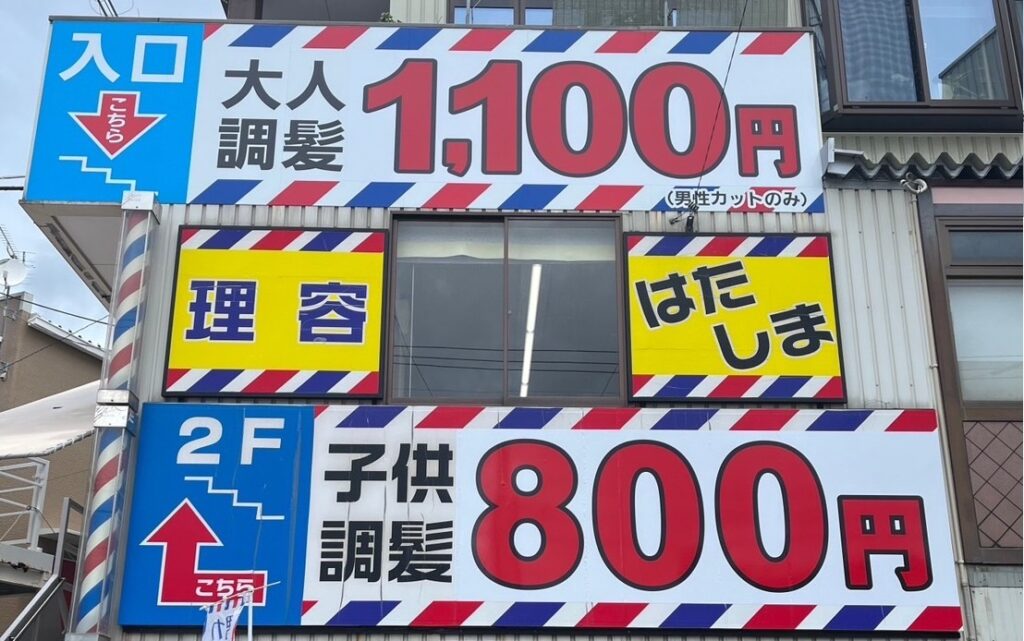 入口
こちら
大人
調髪
1,100円
(男性カットのみ)
理容
はたしま
2F
こちら
子供
調髪
800円